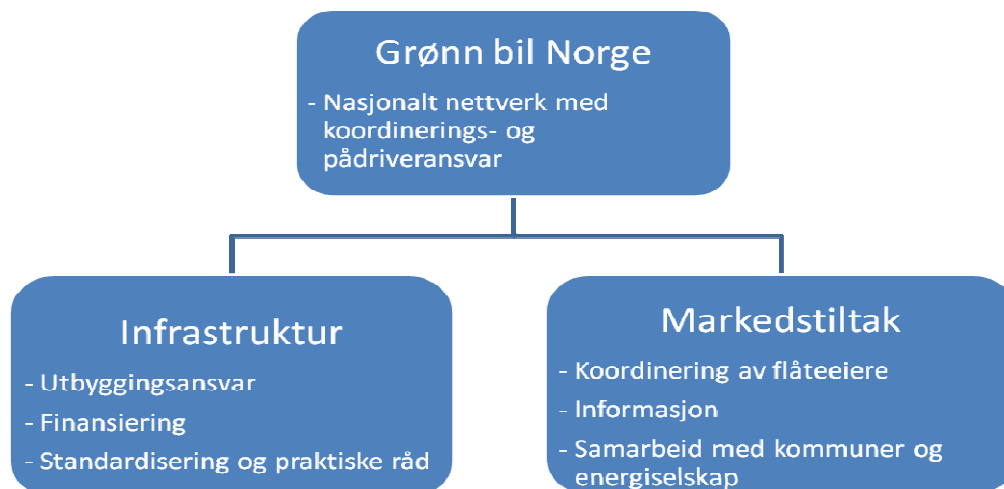 Grønn bil Norge
- Nasjonalt nettverk med
koordinerings- og
pådriveransvar
Infrastruktur
- Utbyggingsansvar
- Finansiering
- Standardisering og praktiske råd
Markedstiltak
- Koordinering av flåteeiere
- Informasjon
- Samarbeid med kommuner og
energiselskap